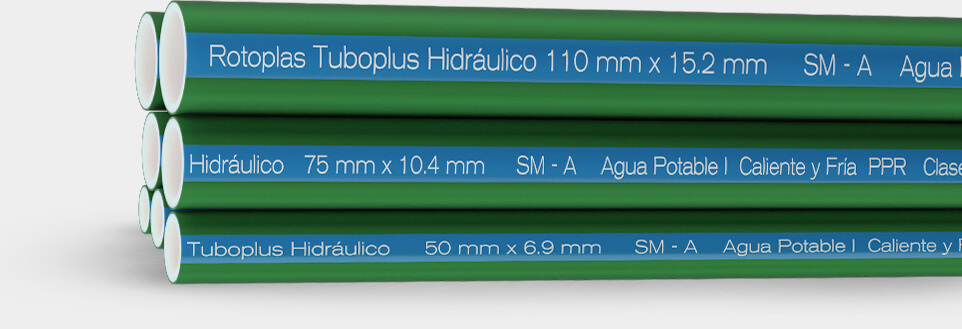 Rotoplas Tuboplus Hidráulico 110 mm x 15.2 mm SM - A Agua
Hidráulico 75 mm x 10.4 mm SM - A Agua Potable I Caliente y Fría PPR Clase
Tuboplus Hidráulico 50 mm x 6.9 mm SM - A Agua Potable I Caliente y